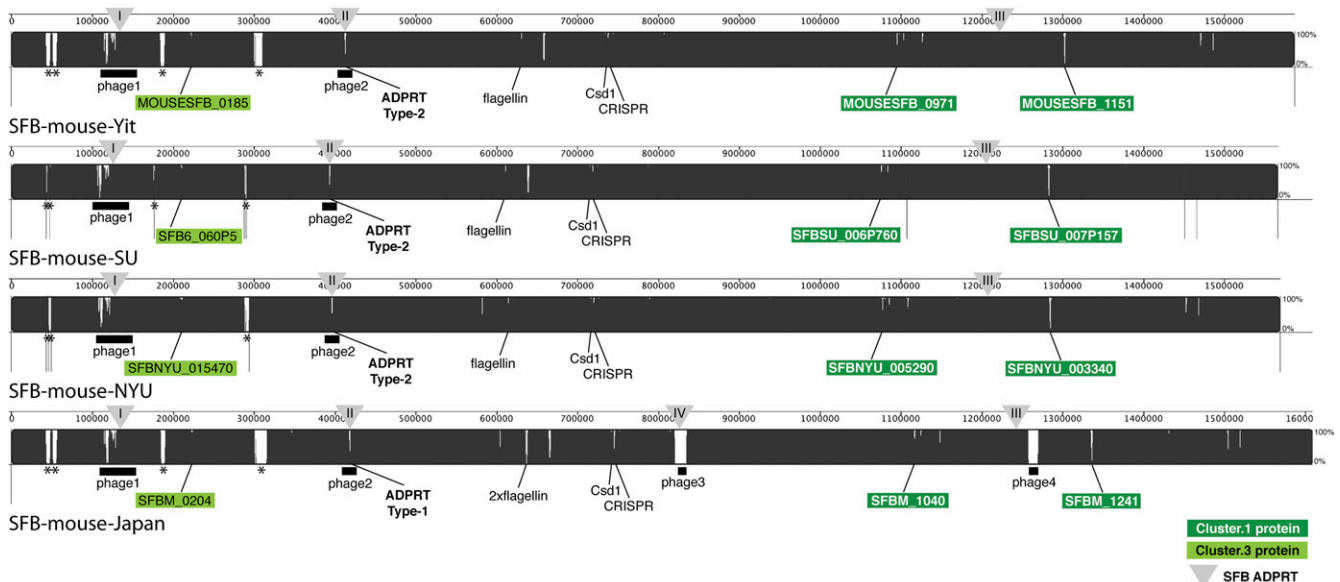 I II III
0 100000 200000 300000 400000 500000 600000 700000 800000 900000 1000000 1100000 1200000 1300000 1400000 1500000
100%
0%
** * *
phage1 phage2
MOUSESFB_0185 ADPRT Type-2 flagellin Csd1 CRISPR MOUSESFB_0971 MOUSESFB_1151
SFB-mouse-Yit
I II III
0 100000 200000 300000 400000 500000 600000 700000 800000 900000 1000000 1100000 1200000 1300000 1400000 1500000
100%
0%
** * *
phage1 phage2
SFB6_060P5 ADPRT Type-2 flagellin Csd1 CRISPR SFBSU_006P760 SFBSU_007P157
SFB-mouse-SU
I II III
0 100000 200000 300000 400000 500000 600000 700000 800000 900000 1000000 1100000 1200000 1300000 1400000 1500000
100%
0%
** *
phage1 phage2
SFBNYU_015470 ADPRT Type-2 flagellin Csd1 CRISPR SFBNYU_005290 SFBNYU_003340
SFB-mouse-NYU
I II IV III
0 100000 200000 300000 400000 500000 600000 700000 800000 900000 1000000 1100000 1200000 1300000 1400000 1500000 16000
100%
0%
** * *
phage1 phage2 phage3 phage4
SFBM_0204 ADPRT Type-1 2xflagellin Csd1 CRISPR SFBM_1040 SFBM_1241
SFB-mouse-Japan
Cluster.1 protein
Cluster.3 protein
SFB ADPRT